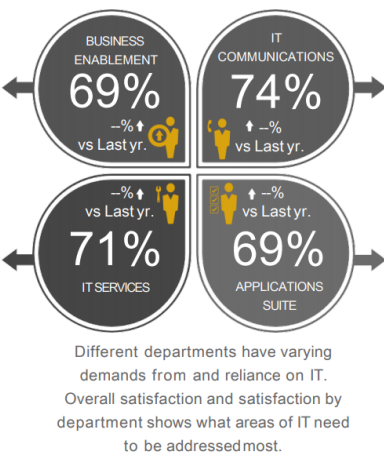 BUSINESS
ENABLEMENT
69%
--%
vs Last yr.
IT
COMMUNICATIONS
74%
--%
vs Last yr.
--%
vs Last yr.
71%
IT SERVICES
--%
vs Last yr.
69%
APPLICATIONS
SUITE
Different departments have varying
demands from and reliance on IT.
Overall satisfaction and satisfaction by
department shows what areas of IT need
to be addressed most.